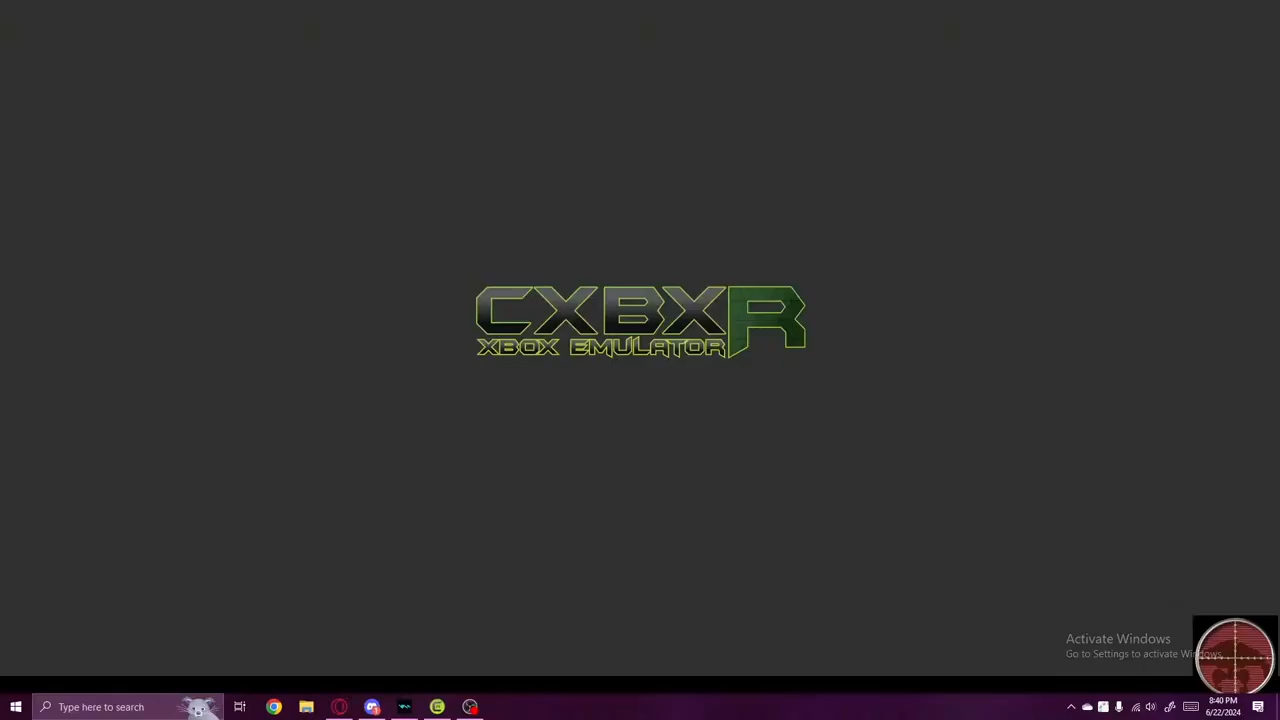 CXBXR
XBOX EMULATOR
Activate Windows
Go to Settings to activate Windows.
Type here to search
8:40 PM
6/22/2024